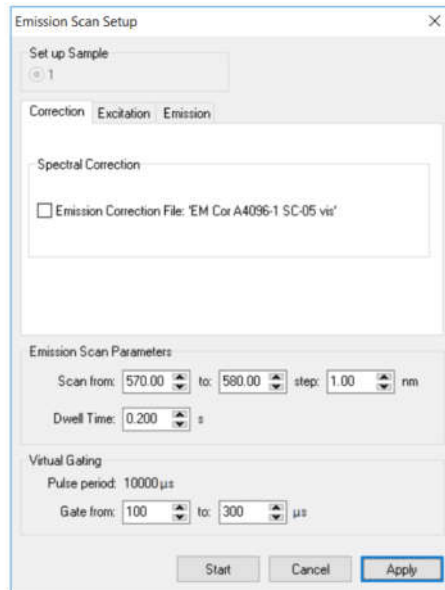 Emission Scan Setup
Set up Sample
1
Correction Excitation Emission
Spectral Correction
Emission Correction File: 'EM Cor A4096-1 SC-05 vis'
Emission Scan Parameters
Scan from: 570.00 to: 580.00 step: 1.00 nm
Dwell Time: 0.200 s
Virtual Gating
Pulse period: 10000 µs
Gate from: 100 to: 300 µs
Start Cancel Apply